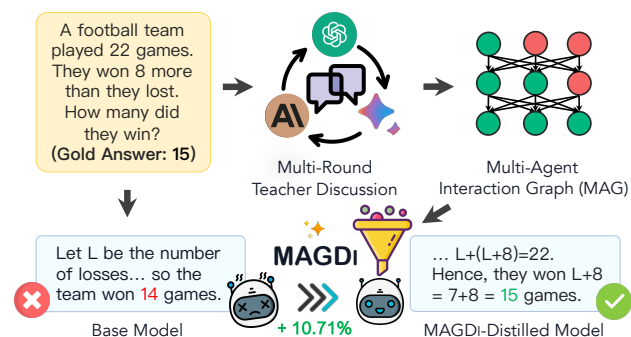 A football team
played 22 games.
They won 8 more
than they lost.
How many did
they win?
(Gold Answer: 15)
AI
Multi-Round
Teacher Discussion
Multi-Agent
Interaction Graph (MAG)
Let L be the number
of losses... so the
team won 14 games.
Base Model
MAGDI
+ 10.71%
... L+(L+8)=22.
Hence, they won L+8
= 7+8 = 15 games.
MAGDI-Distilled Model